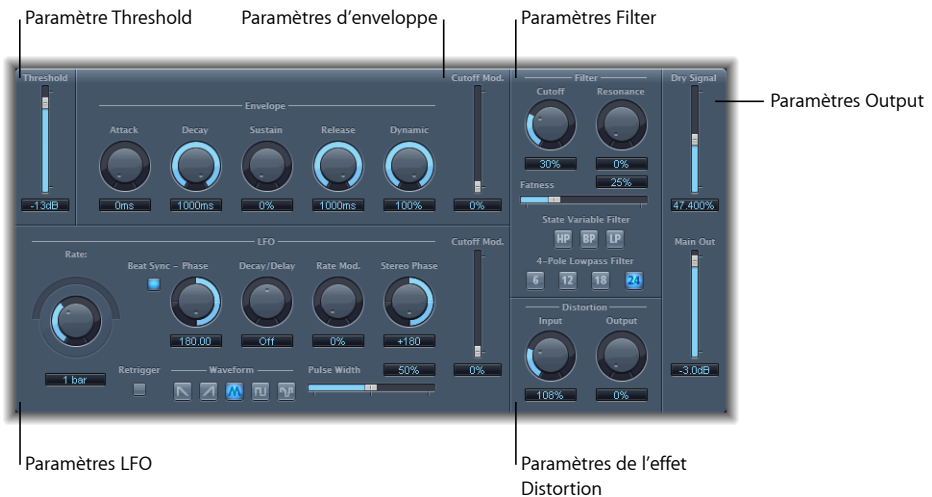 Paramètre Threshold
Paramètres d’enveloppe
Paramètres Filter
Threshold
Cutoff Mod.
Filter
Dry Signal
Cutoff
Resonance
Envelope
Attack
Decay
Sustain
Release
Dynamic
Paramètres Output
30%
0%
Fatness
25%
-13dB
0ms
1000ms
0%
1000ms
100%
0%
47.400%
State Variable Filter
HP
BP
LP
LFO
Cutoff Mod.
Main Out
Rate:
Beat Sync – Phase
Decay/Delay
Rate Mod.
Stereo Phase
4-Pole Lowpass Filter
6
12
18
24
Distortion
Input
Output
180.00
Off
0%
+180
1 bar
Retrigger
Waveform
Pulse Width
50%
0%
-3.0dB
108%
0%
Paramètres LFO
Paramètres de l’effet
Distortion